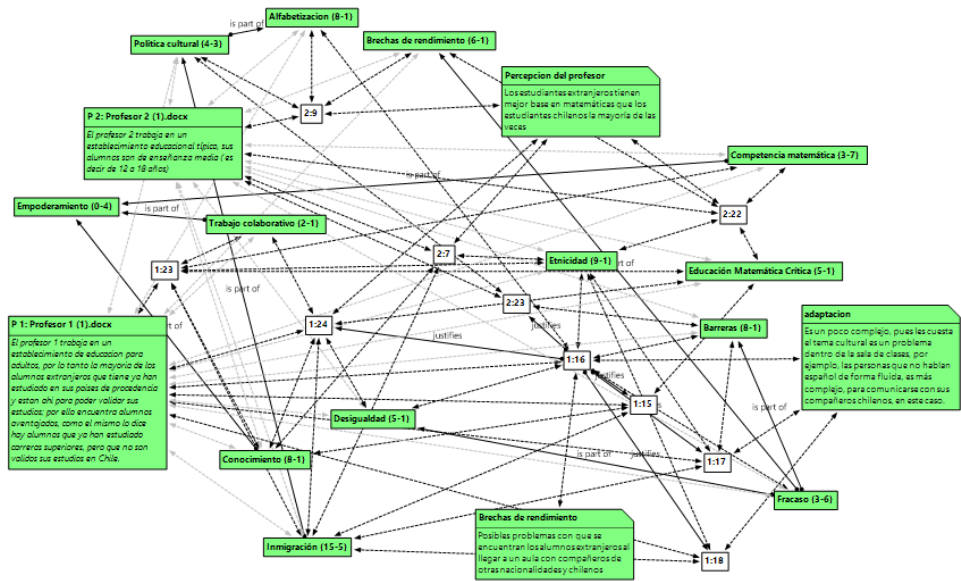 Alfabetizacion (8-1)
is part of
Politica cultural (4-3)
Brechas de rendimiento (6-1)
Percepcion del profesor
Los estudiantes extranjeros tienen
mejor base en matemáticas que los
estudiantes chilenos la mayoría de las
veces
2:9
P 2: Profesor 2 (1).docx
El profesor 2 trabaja en un
establecimiento educacional típico, sus
alumnos son de enseñanza media ( es
decir de 12 a 18 años)
Competencia matemática (3-7)
is part of
Empoderamiento (0-4)
is part of
Trabajo colaborativo (2-1)
2:22
2:7
Etnicidad (9-1)
part of
1:23
Educación Matemática Crítica (5-1)
is part of
2:23
adaptacion
Es un poco complejo, pues les cuesta
el tema cultural es un problema
dentro de la sala de clases, por
ejemplo, las personas que no hablan
español de forma fluida, es más
complejo, para comunicarse con sus
compañeros chilenos, en este caso.
P 1: Profesor 1 (1).docx
El profesor 1 trabaja en un
establecimiento de educacion para
adultos, por lo tanto la mayoria de los
alumnos extranjeros que tiene ya han
estudiado en sus paises de procedencia
y estan ahi para poder validar sus
estudios; por ello encuentra alumnos
aventajados, como el mismo lo dice
hay alumnos que ya han estudiado
carreras superiores, pero que no son
validos sus estudios en Chile.
rt of
1:24
justifies
justifies
Barreras (8-1)
1:16
justifies
1:15
is part of
Desigualdad (5-1)
Conocimiento (8-1)
is part of
justifies
1:17
Fracaso (3-6)
Inmigración (15-5)
Brechas de rendimiento
Posibles problemas con que se
encuentran los alumnos extranjeros al
llegar a un aula con compañeros de
otras nacionalidades y chilenos
1:18